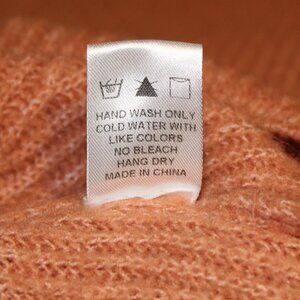 HAND WASH ONLY
COLD WATER WITH
LIKE COLORS
NO BLEACH
HANG DRY
MADE IN CHINA